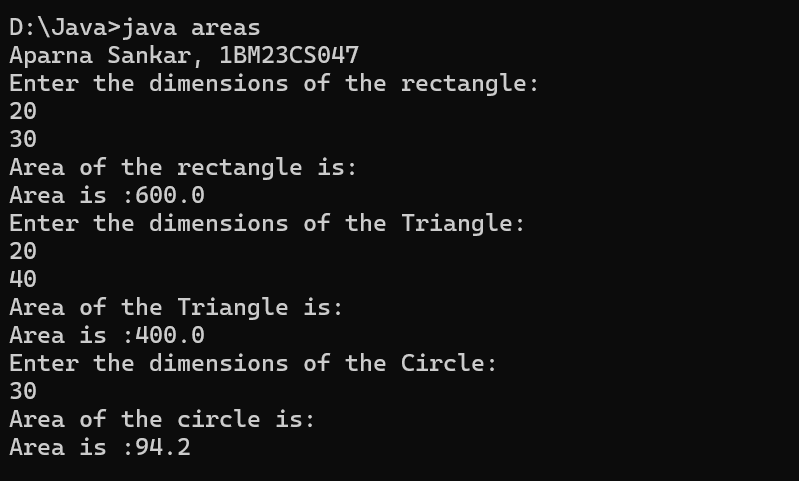 D:\Java>java areas
Aparna Sankar, 1BM23CS047
Enter the dimensions of the rectangle:
20
30
Area of the rectangle is:
Area is :600.0
Enter the dimensions of the Triangle:
20
40
Area of the Triangle is:
Area is :400.0
Enter the dimensions of the Circle:
30
Area of the circle is:
Area is :94.2